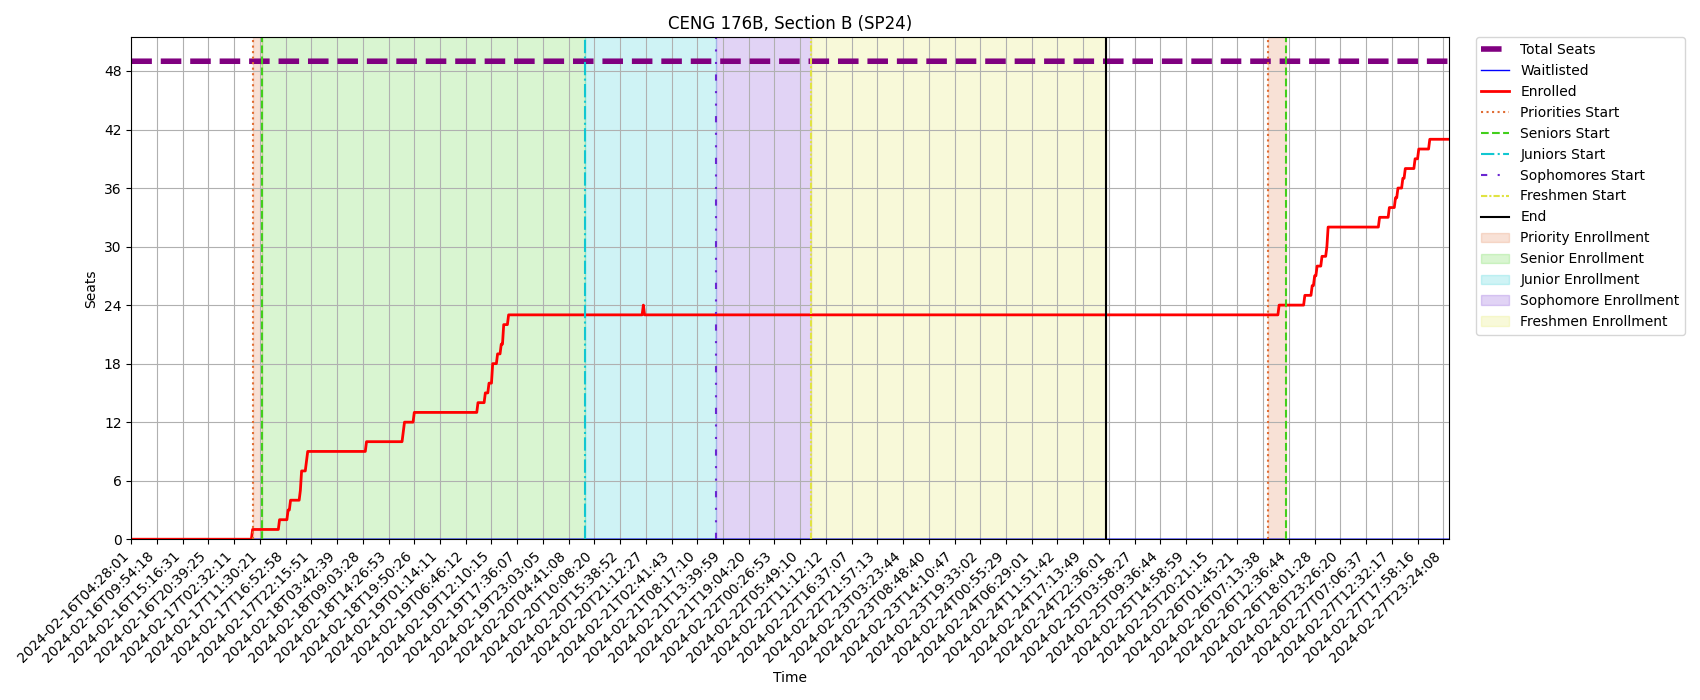 CENG 176B, Section B (SP24)
Seats
48
42
36
30
24
18
12
6
0
2024-02-16T04:28:01
2024-02-16T09:54:18
2024-02-16T15:16:31
2024-02-16T20:39:25
2024-02-17T02:32:11
2024-02-17T11:30:21
2024-02-17T16:52:58
2024-02-17T22:15:51
2024-02-18T03:42:39
2024-02-18T09:03:28
2024-02-18T14:26:53
2024-02-18T19:50:26
2024-02-19T01:14:11
2024-02-19T06:46:12
2024-02-19T12:10:15
2024-02-19T17:36:07
2024-02-19T23:03:05
2024-02-20T04:41:08
2024-02-20T10:08:20
2024-02-20T15:38:52
2024-02-20T21:12:27
2024-02-21T02:41:43
2024-02-21T08:17:10
2024-02-21T13:39:59
2024-02-21T19:04:20
2024-02-22T00:26:53
2024-02-22T05:49:10
2024-02-22T11:12:12
2024-02-22T16:37:07
2024-02-22T21:57:13
2024-02-23T03:23:44
2024-02-23T08:48:40
2024-02-23T14:10:47
2024-02-23T19:33:02
2024-02-24T00:55:29
2024-02-24T06:29:01
2024-02-24T11:51:42
2024-02-24T17:13:49
2024-02-24T22:36:01
2024-02-25T03:58:27
2024-02-25T09:36:44
2024-02-25T14:58:59
2024-02-25T20:21:15
2024-02-26T01:45:21
2024-02-26T07:13:38
2024-02-26T12:36:44
2024-02-26T18:01:28
2024-02-26T23:26:20
2024-02-27T07:06:37
2024-02-27T12:32:17
2024-02-27T17:58:16
2024-02-27T23:24:08
Time
Total Seats
Waitlisted
Enrolled
Priorities Start
Seniors Start
Juniors Start
Sophomores Start
Freshmen Start
End
Priority Enrollment
Senior Enrollment
Junior Enrollment
Sophomore Enrollment
Freshmen Enrollment